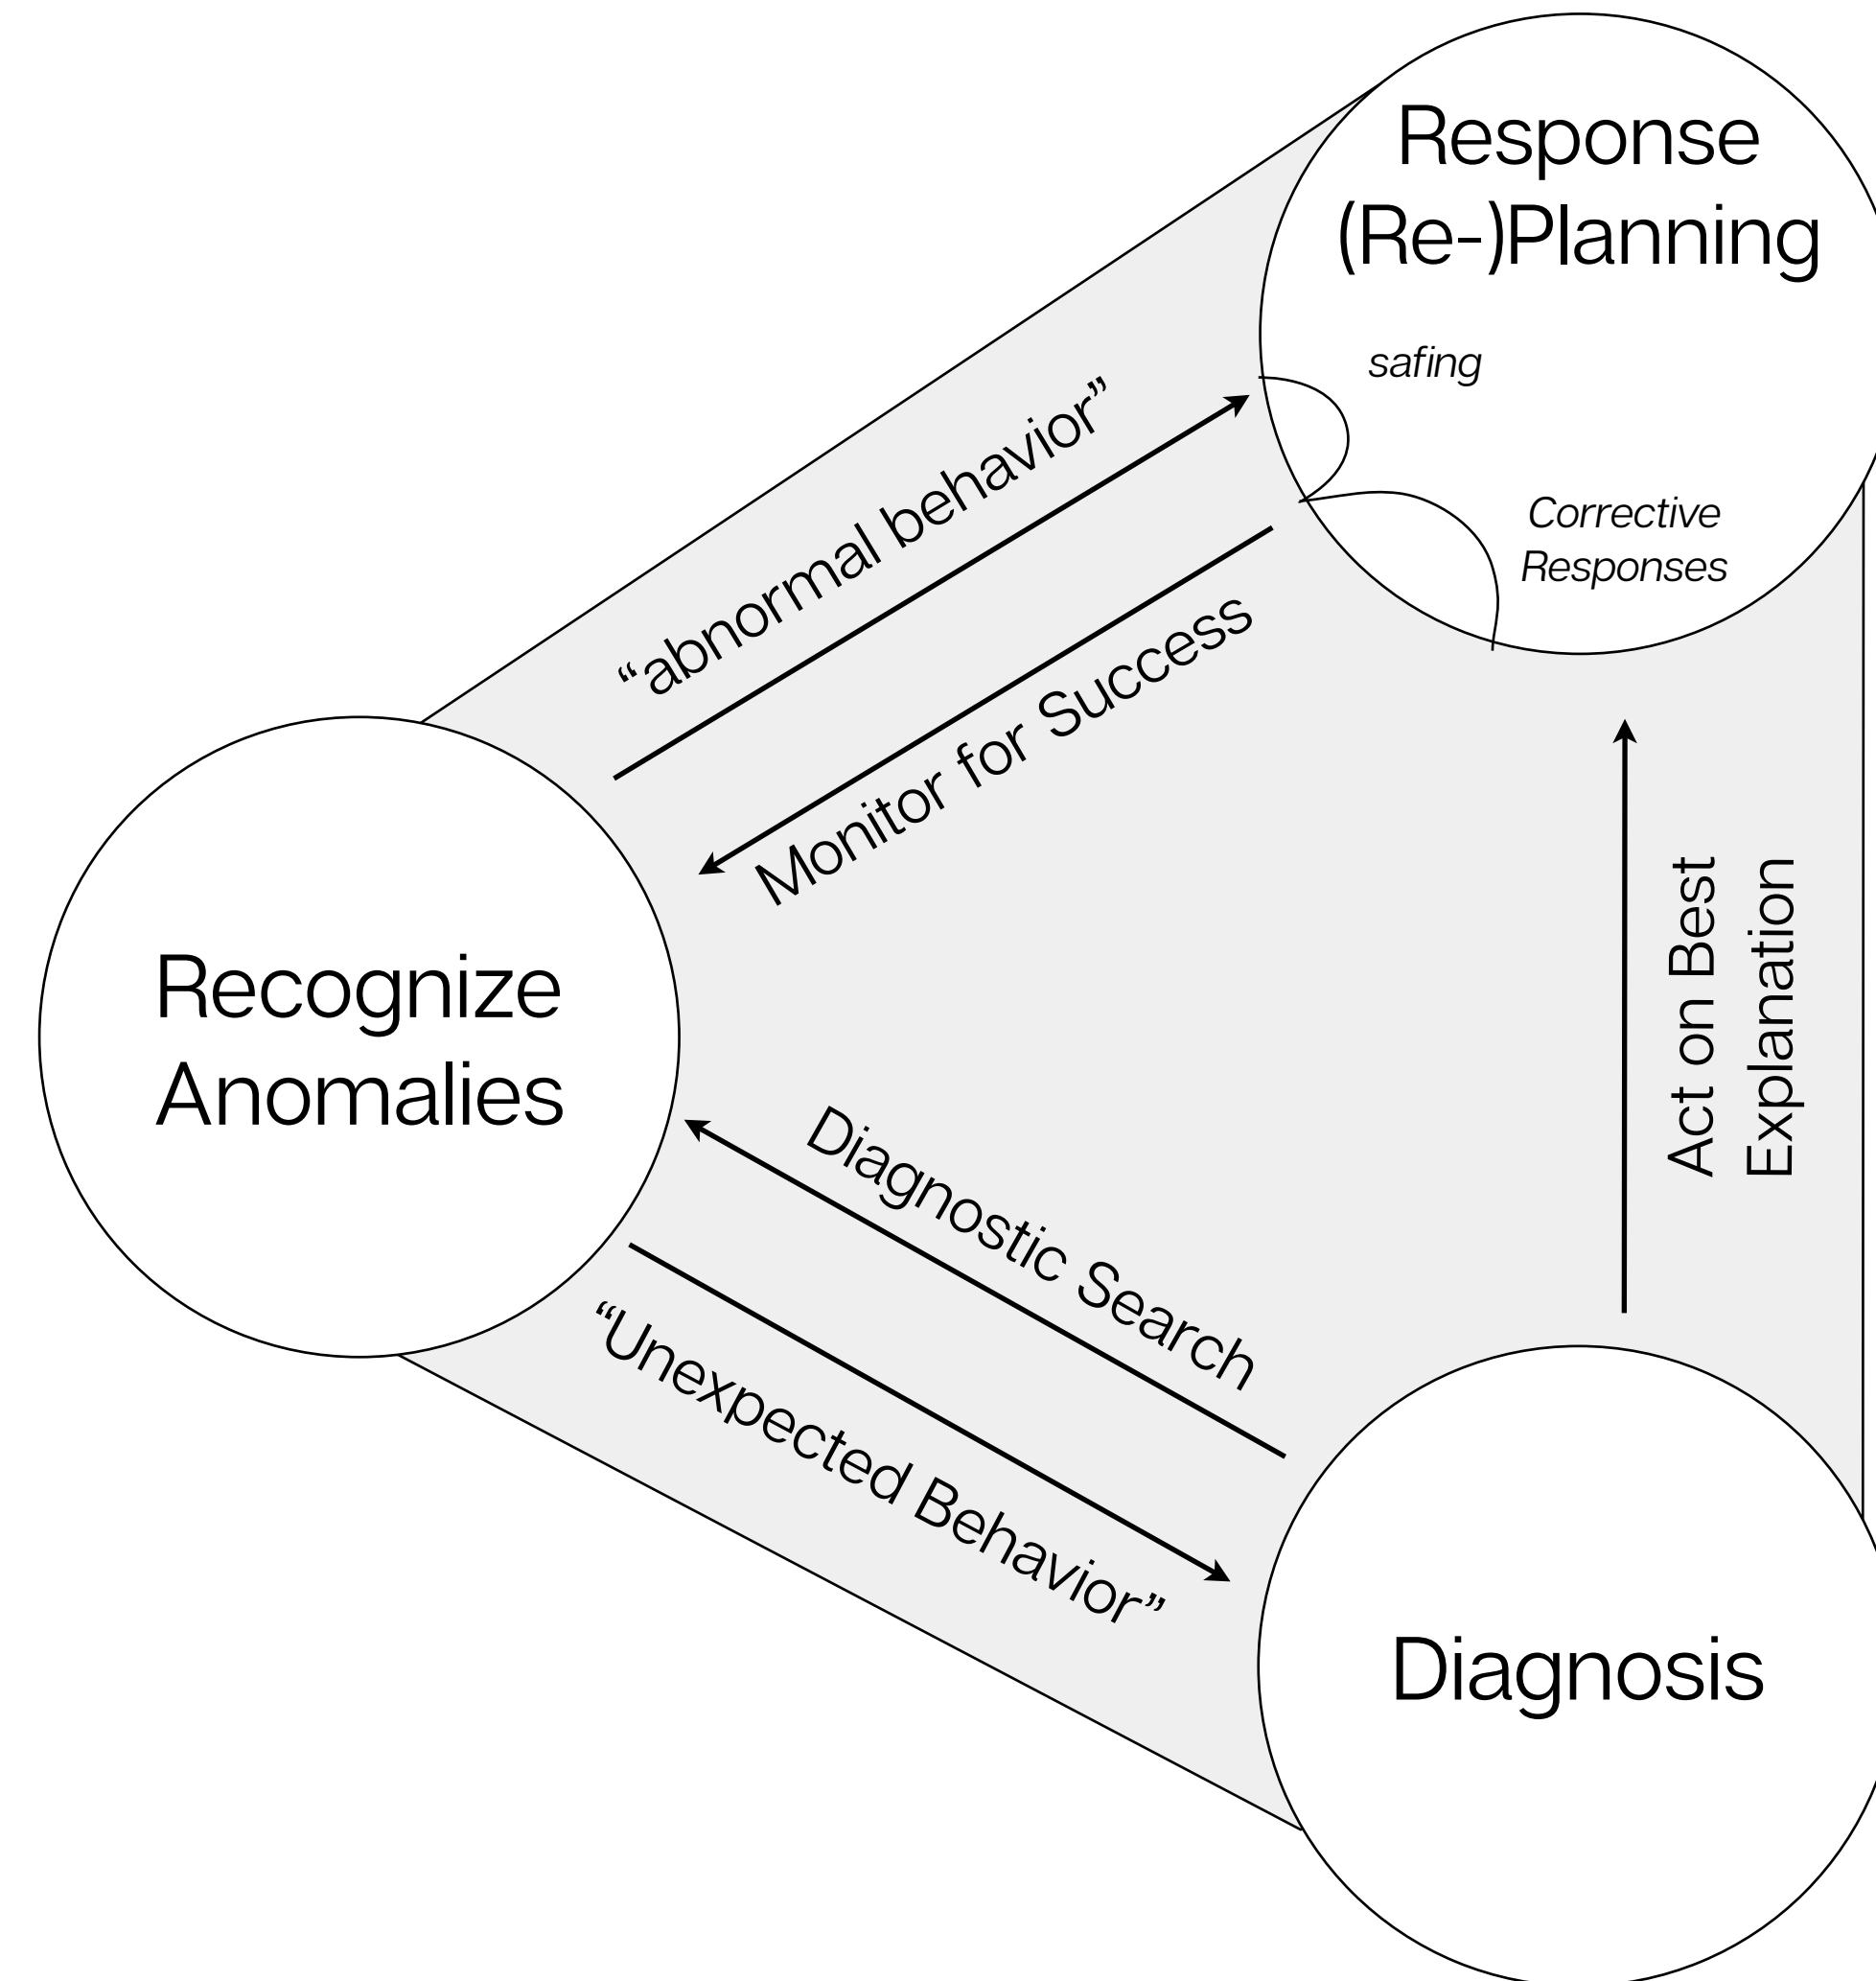 Response
(Re-)Planning
safing
Corrective
Responses
“abnormal behavior”
Monitor for Success
Recognize
Anomalies
Act on Best
Explanation
Diagnostic Search
“Unexpected Behavior”
Diagnosis